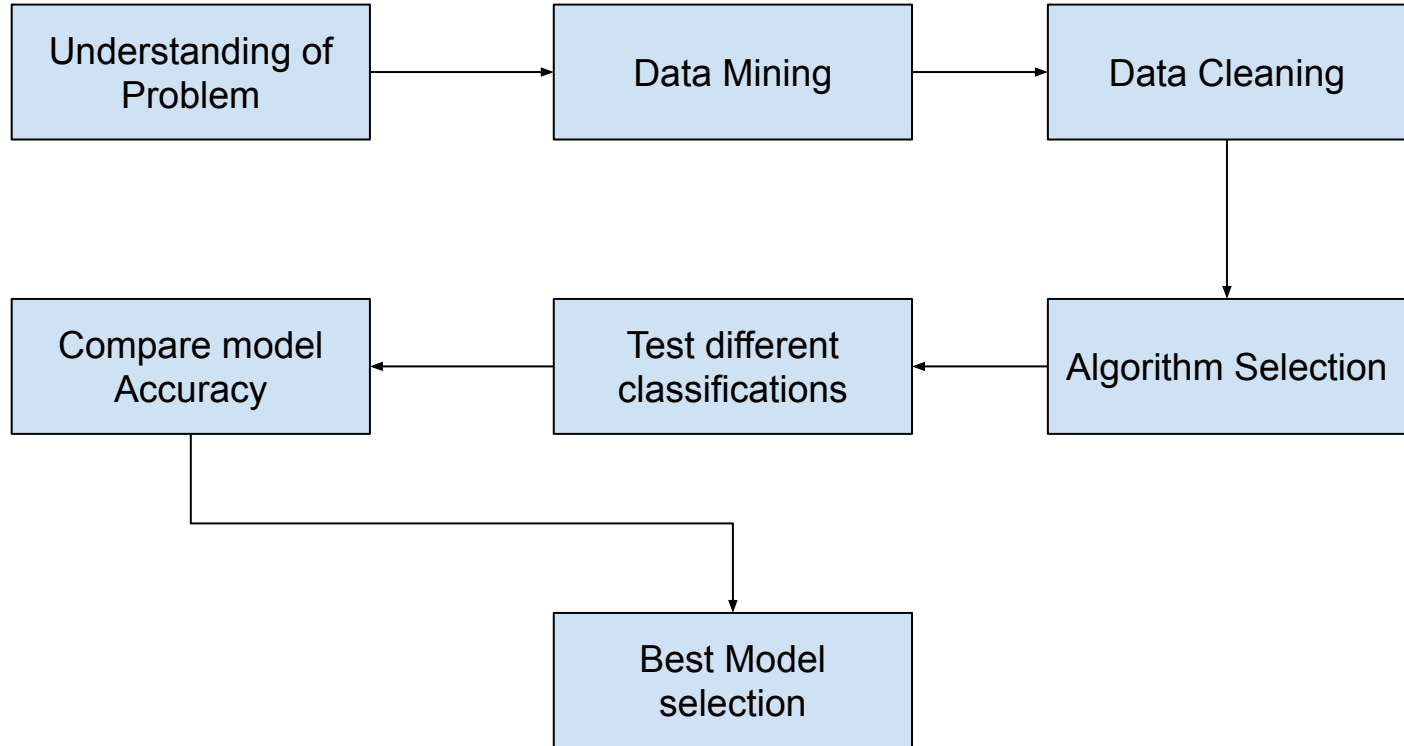 Understanding of
Problem
Data Mining
Data Cleaning
Algorithm Selection
Test different
classifications
Compare model
Accuracy
Best Model
selection